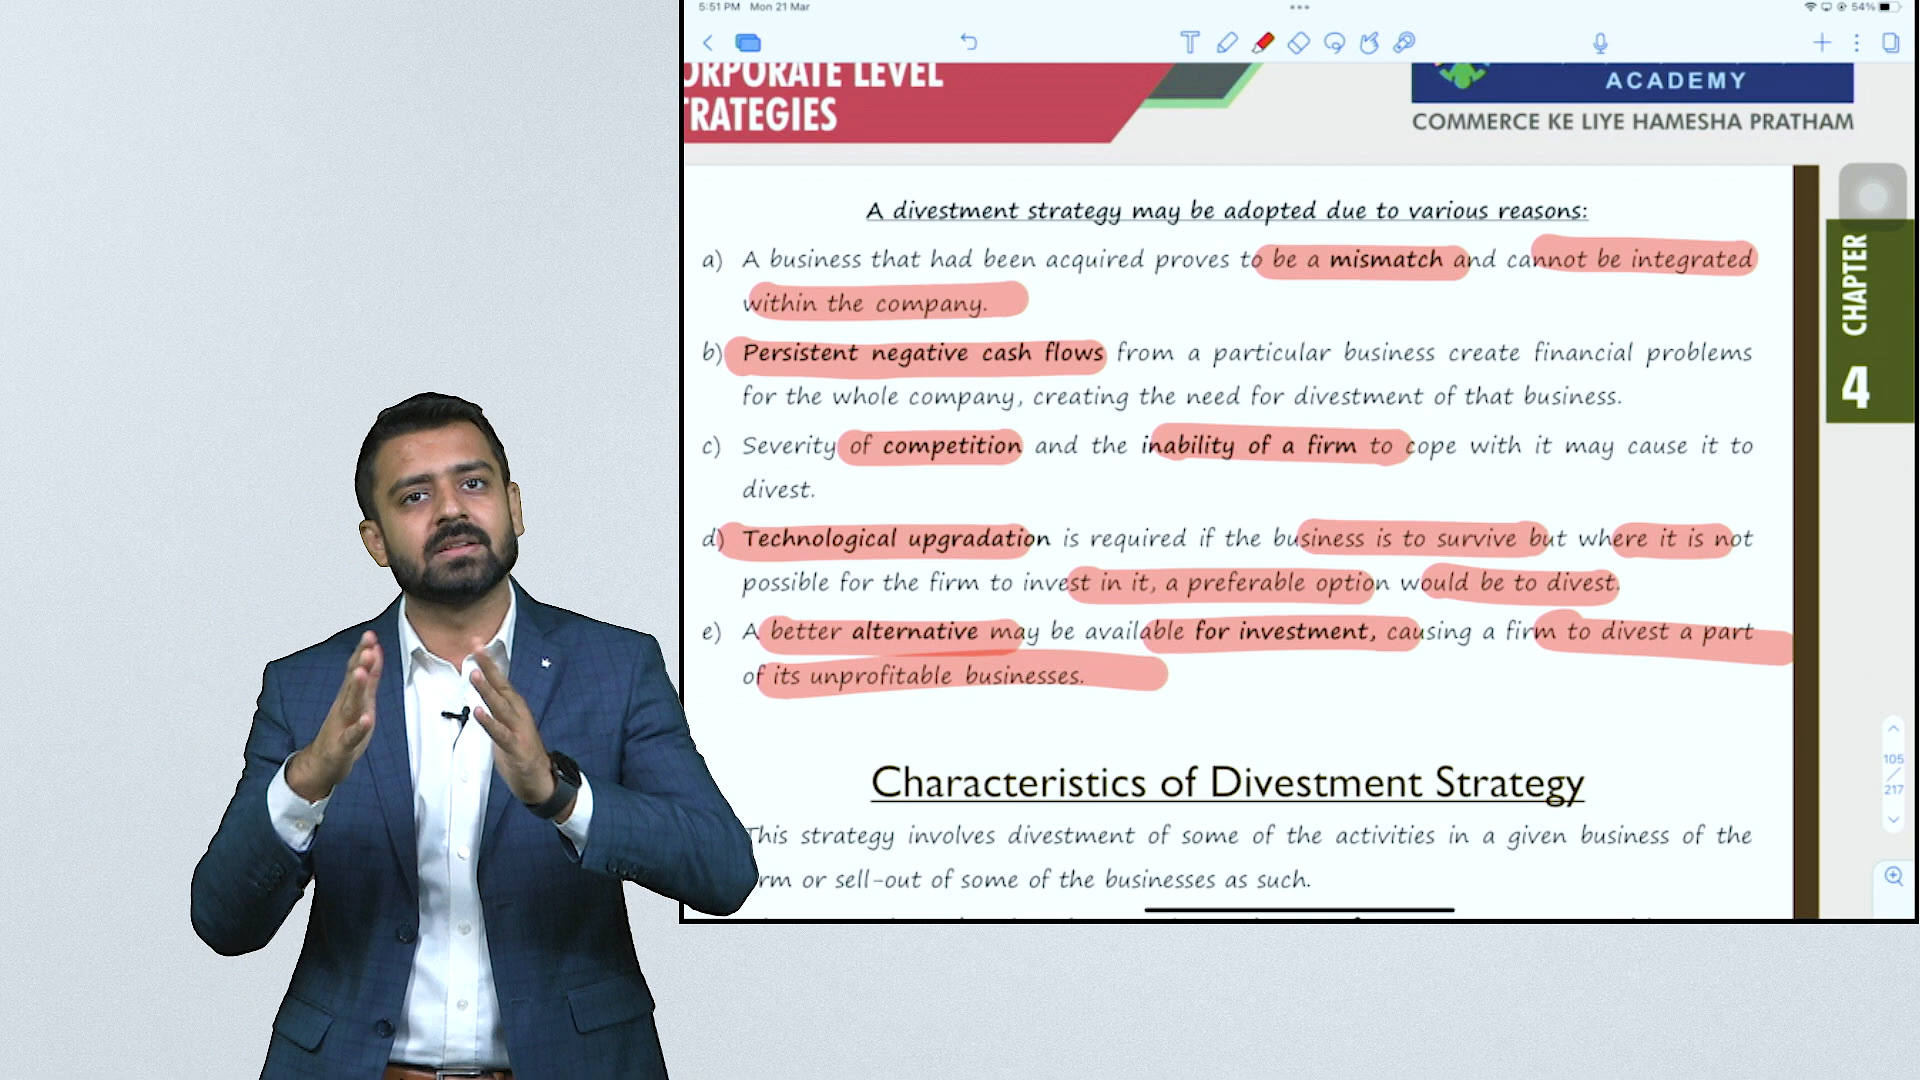 5:51 PM Mon 21 Mar
54%
ORPORATE LEVEL
TRATEGIES
ACADEMY
COMMERCE KE LIYE HAMESHA PRATHAM
A divestment strategy may be adopted due to various reasons:
a) A business that had been acquired proves to be a mismatch and cannot be integrated
within the company.
b) Persistent negative cash flows from a particular business create financial problems
for the whole company, creating the need for divestment of that business.
c) Severity of competition and the inability of a firm to cope with it may cause it to
divest.
d) Technological upgradation is required if the business is to survive but where it is not
possible for the firm to invest in it, a preferable option would be to divest.
e) A better alternative may be available for investment, causing a firm to divest a part
of its unprofitable businesses.
Characteristics of Divestment Strategy
This strategy involves divestment of some of the activities in a given business of the
rm or sell-out of some of the businesses as such.
CHAPTER
4
105
/
217